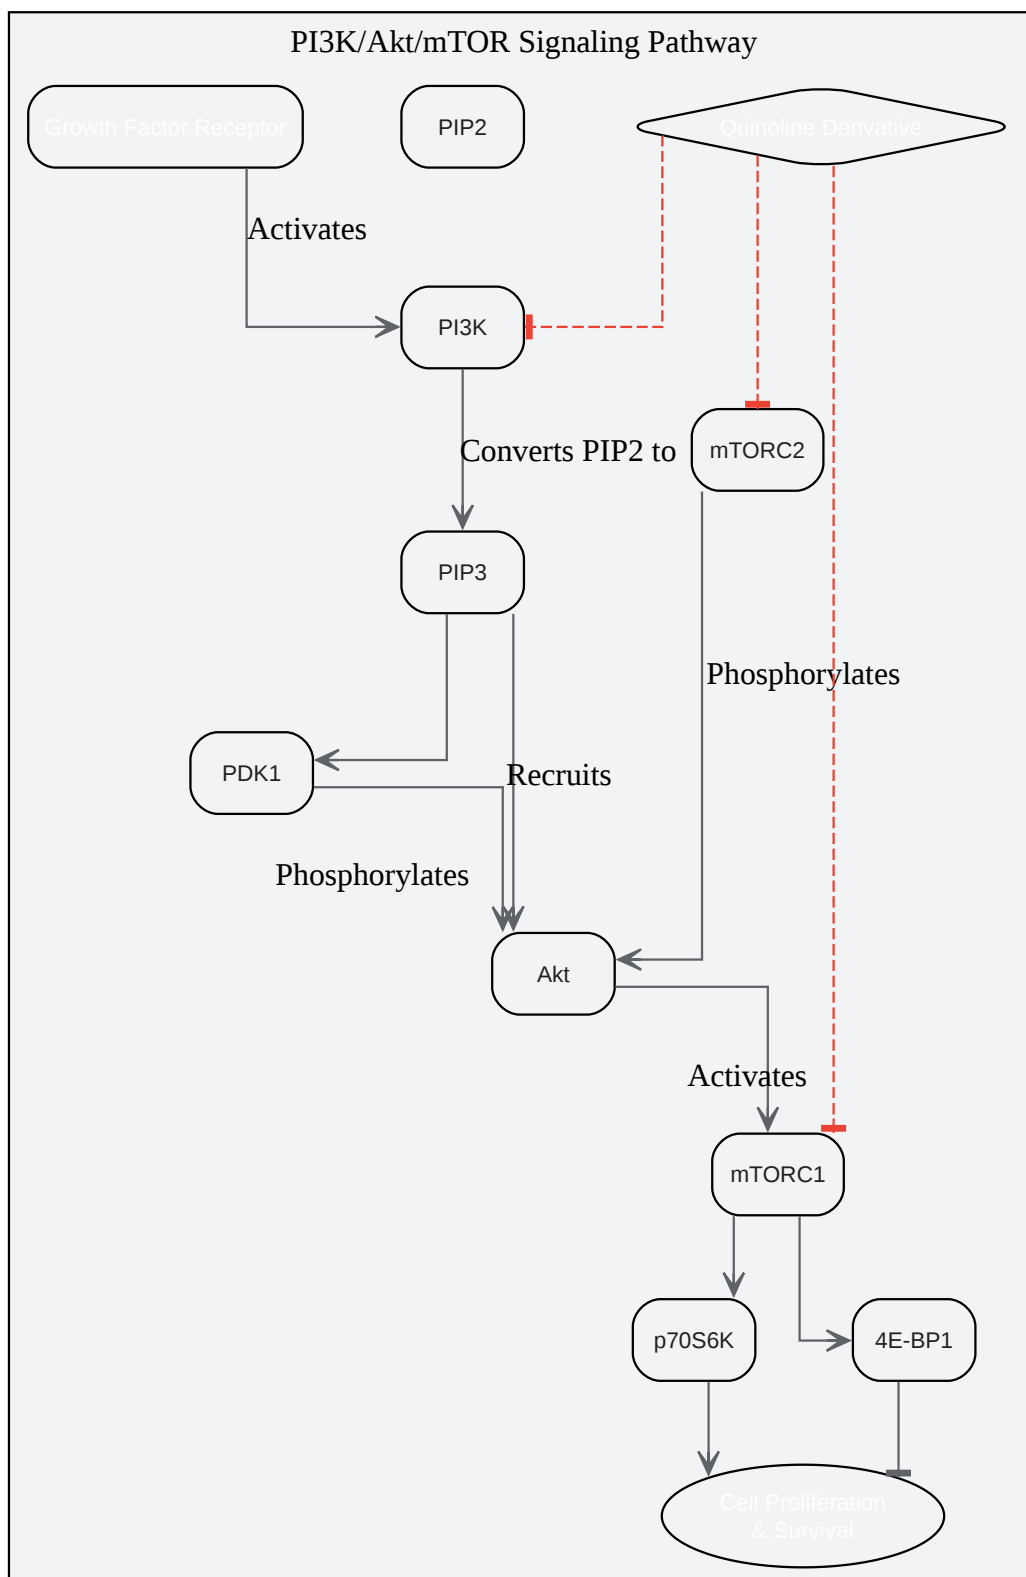 PI3K/Akt/mTOR Signaling Pathway
Growth Factor Receptor
PIP2
Quinoline Derivative
Activates
PI3K
Converts PIP2 to
mTORC2
PIP3
Phosphorylates
PDK1
Recruits
Phosphorylates
Akt
Activates
mTORC1
p70S6K
4E-BP1
Cell Proliferation
& Survival